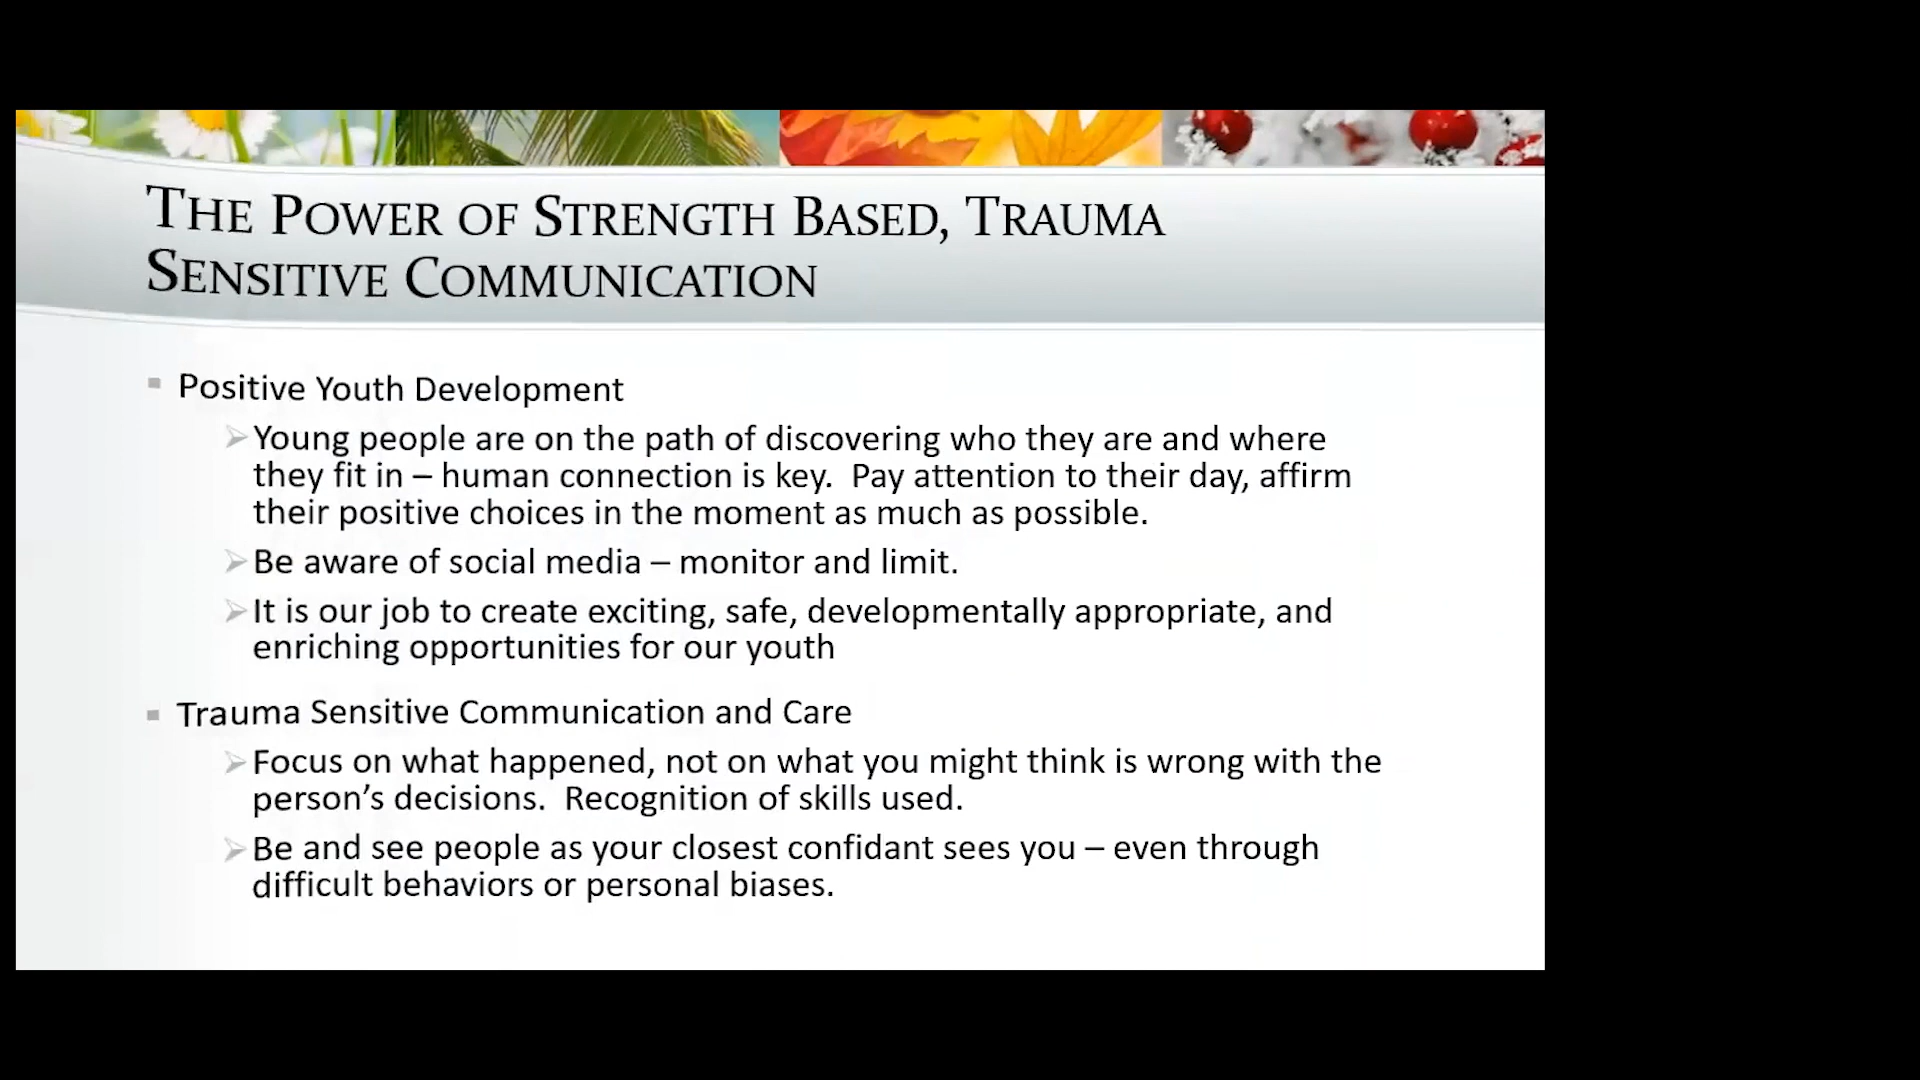 THE POWER OF STRENGTH BASED, TRAUMA
SENSITIVE COMMUNICATION
Positive Youth Development
Young people are on the path of discovering who they are and where
they fit in – human connection is key.  Pay attention to their day, affirm
their positive choices in the moment as much as possible.
Be aware of social media – monitor and limit.
It is our job to create exciting, safe, developmentally appropriate, and
enriching opportunities for our youth
Trauma Sensitive Communication and Care
Focus on what happened, not on what you might think is wrong with the
person’s decisions.  Recognition of skills used.
Be and see people as your closest confidant sees you – even through
difficult behaviors or personal biases.